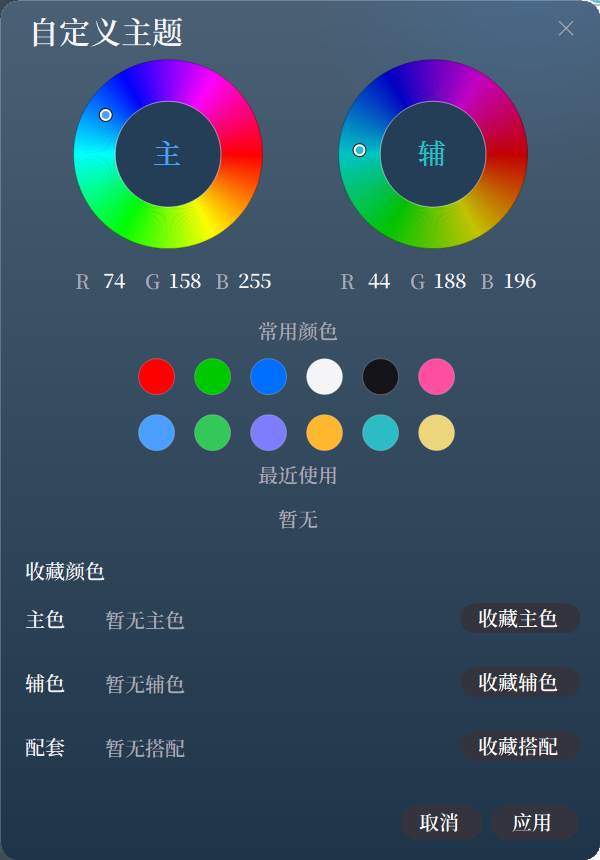 自定义主题
主 辅
R 74 G 158 B 255 R 44 G 188 B 196
常用颜色
最近使用
暂无
收藏颜色
主色 暂无主色 收藏主色
辅色 暂无辅色 收藏辅色
配套 暂无搭配 收藏搭配
取消 应用